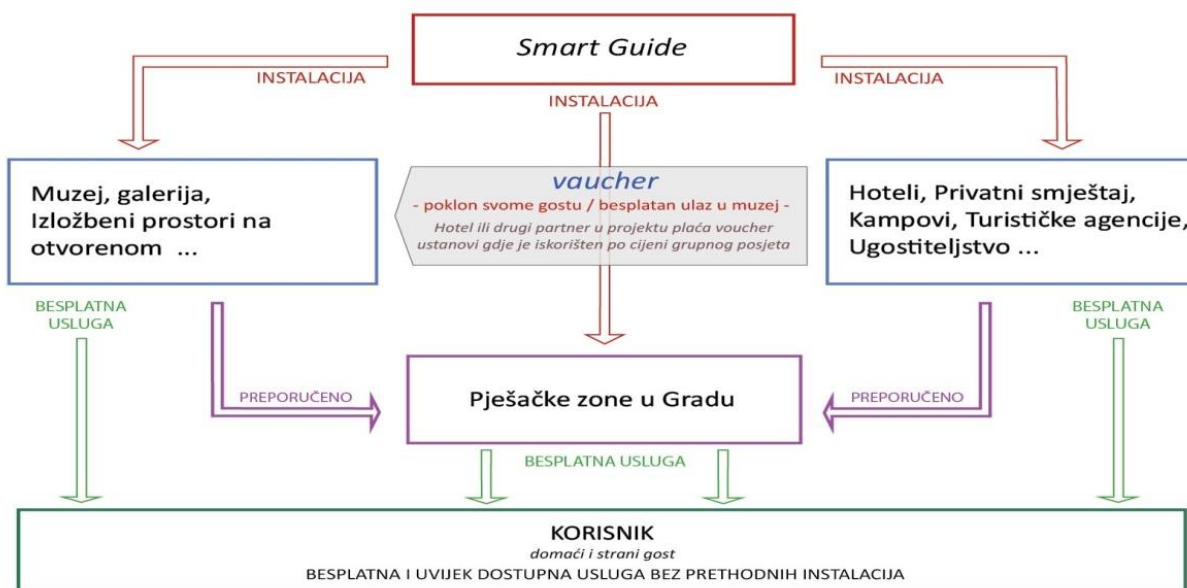 Smart Guide
INSTALACIJA
INSTALACIJA
INSTALACIJA
Muzej, galerija,
Izložbeni prostori na
otvorenom ...
vaucher
- poklon svome gostu / besplatan ulaz u muzej -
Hotel ili drugi partner u projektu plaća voucher
ustanovi gdje je iskorišten po cijeni grupnog posjeta
Hoteli, Privatni smještaj,
Kampovi, Turističke agencije,
Ugostiteljstvo ...
BESPLATNA
USLUGA
BESPLATNA
USLUGA
PREPORUČENO
Pješačke zone u Gradu
PREPORUČENO
BESPLATNA USLUGA
KORISNIK
domaći i strani gost
BESPLATNA I UVIJEK DOSTUPNA USLUGA BEZ PRETHODNIH INSTALACIJA